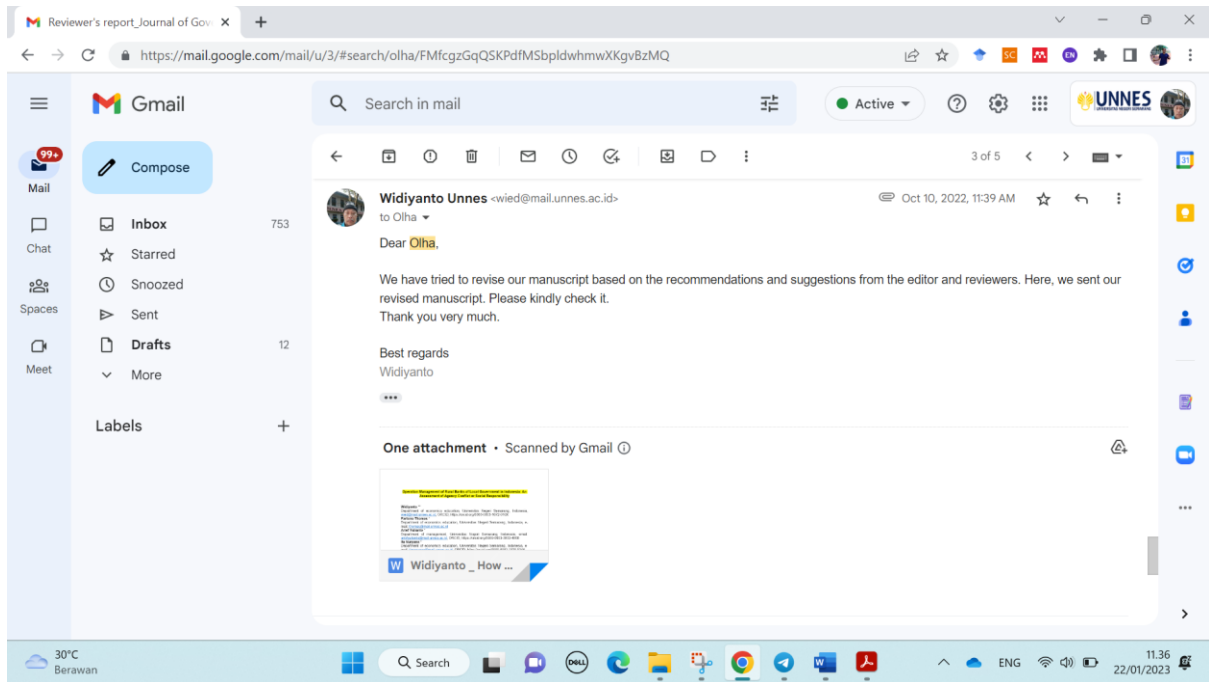 Reviewer's report_Journal of Gov
https://mail.google.com/mail/u/3/#search/olha/FMfcgzGqQSKPdfMSbpldwhmwXKgvBzMQ
SC
EN
Gmail
Search in mail
Active
UNNES
99+
Mail
Compose
3 of 5
31
Chat
Spaces
Meet
Inbox 753
Starred
Snoozed
Sent
Drafts 12
More
Labels
Widiyanto Unnes <wied@mail.unnes.ac.id>
Oct 10, 2022, 11:39 AM
to Olha
Dear Olha,
We have tried to revise our manuscript based on the recommendations and suggestions from the editor and reviewers. Here, we sent our
revised manuscript. Please kindly check it.
Thank you very much.
Best regards
Widiyanto
One attachment • Scanned by Gmail
W Widiyanto _ How ...
30°C
Berawan
Search
DELL
ENG
11.36
22/01/2023